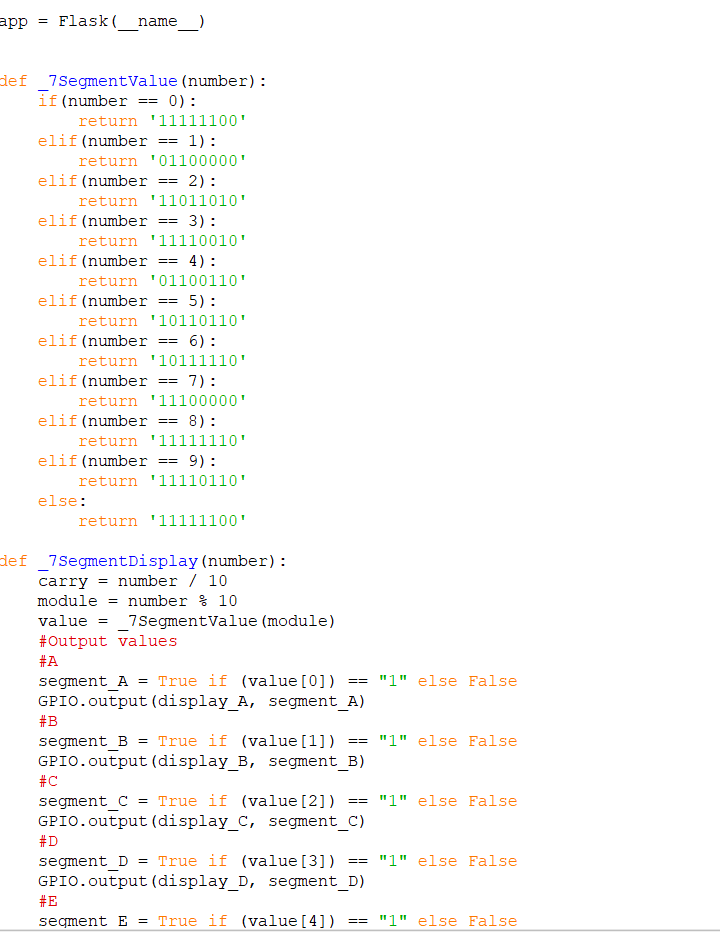 app = Flask(__name__)
def _7SegmentValue(number):
    if(number == 0):
        return '11111100'
    elif(number == 1):
        return '01100000'
    elif(number == 2):
        return '11011010'
    elif(number == 3):
        return '11110010'
    elif(number == 4):
        return '01100110'
    elif(number == 5):
        return '10110110'
    elif(number == 6):
        return '10111110'
    elif(number == 7):
        return '11100000'
    elif(number == 8):
        return '11111110'
    elif(number == 9):
        return '11110110'
    else:
        return '11111100'
def _7SegmentDisplay(number):
    carry = number / 10
    module = number % 10
    value = _7SegmentValue(module)
    #Output values
    #A
    segment_A = True if (value[0]) == "1" else False
    GPIO.output(display_A, segment_A)
    #B
    segment_B = True if (value[1]) == "1" else False
    GPIO.output(display_B, segment_B)
    #C
    segment_C = True if (value[2]) == "1" else False
    GPIO.output(display_C, segment_C)
    #D
    segment_D = True if (value[3]) == "1" else False
    GPIO.output(display_D, segment_D)
    #E
    segment_E = True if (value[4]) == "1" else False